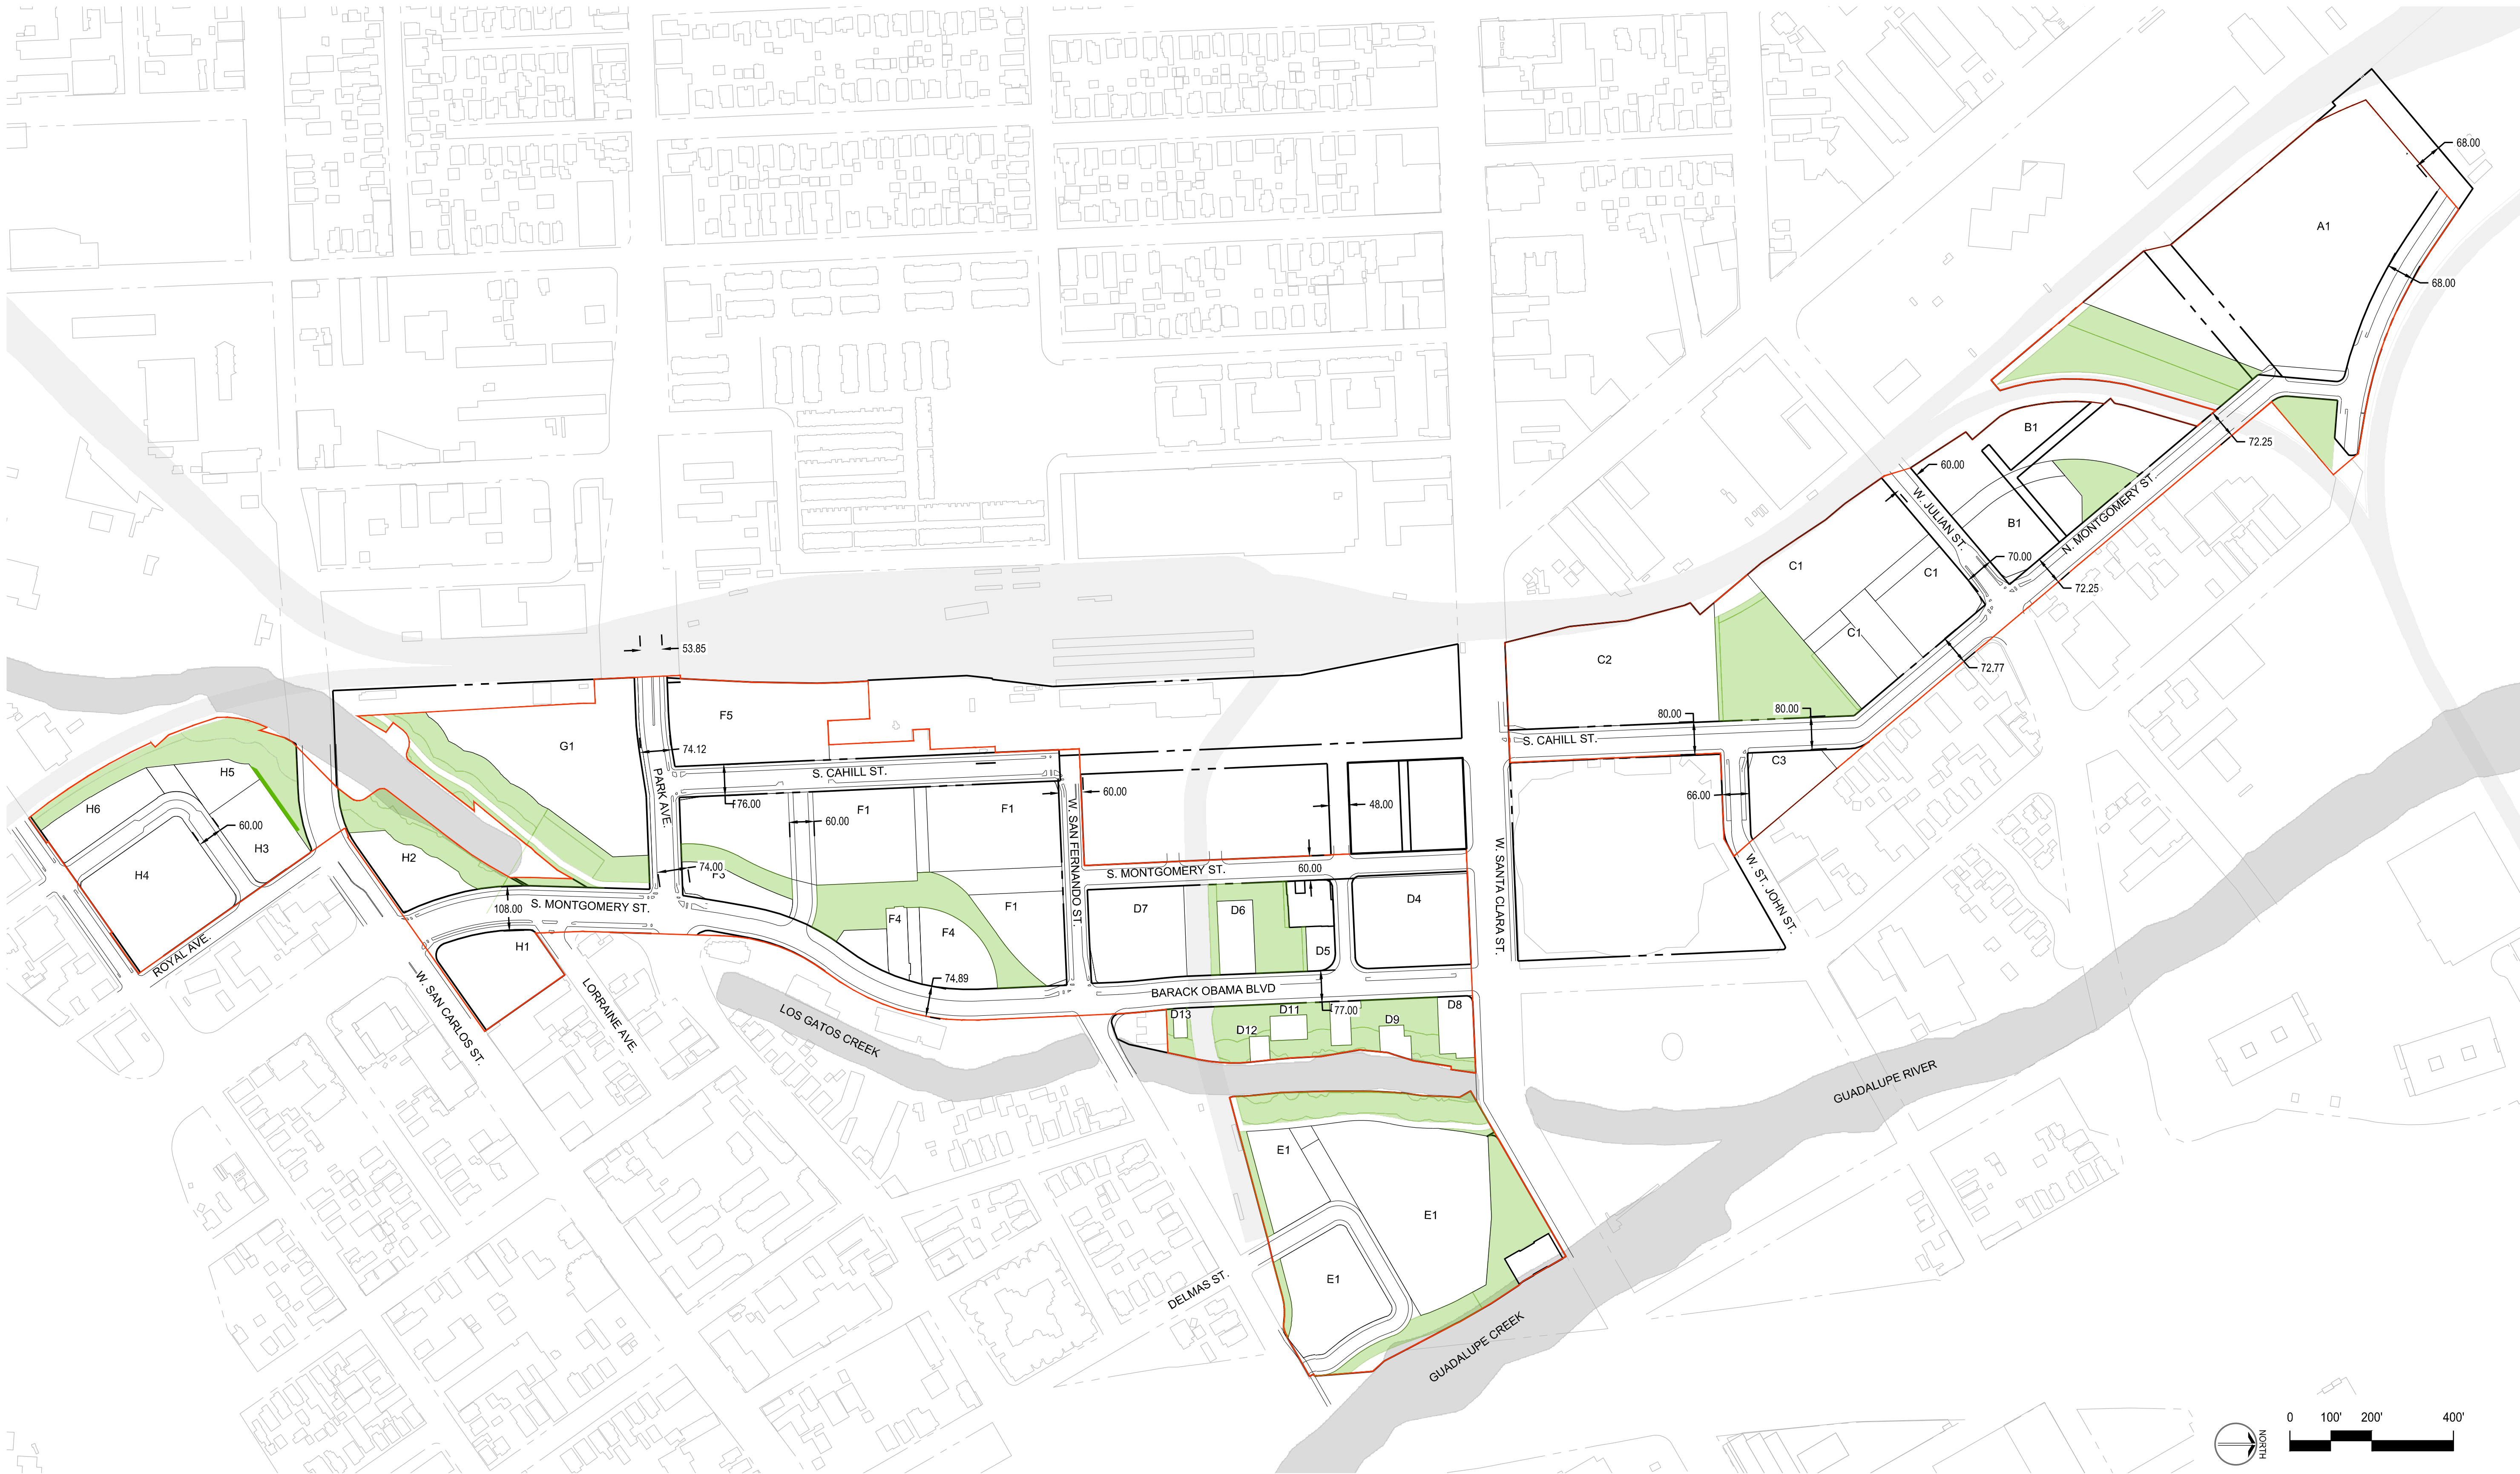 68.00
A1
68.00
B1
72.25
60.00
W. JULIAN ST.
N. MONTGOMERY ST.
B1
70.00
C1
C1
72.25
C1
53.85
C2
72.77
F5
80.00
80.00
G1
74.12
S. CAHILL ST.
S. CAHILL ST.
C3
H5
PARK AVE.
76.00
60.00
48.00
66.00
H6
60.00
F1
F1
60.00
W. SAN FERNANDO ST.
H3
H2
H4
74.00
F3
S. MONTGOMERY ST.
60.00
W. SANTA CLARA ST.
W. ST. JOHN ST.
108.00
S. MONTGOMERY ST.
F4
F1
D7
D6
D4
F4
H1
D5
ROYAL AVE.
74.89
BARACK OBAMA BLVD
W. SAN CARLOS ST.
LORRAINE AVE.
LOS GATOS CREEK
D13
D12
D11
77.00
D9
D8
GUADALUPE RIVER
E1
E1
E1
DELMAS ST.
GUADALUPE CREEK
NORTH
0 100' 200' 400'